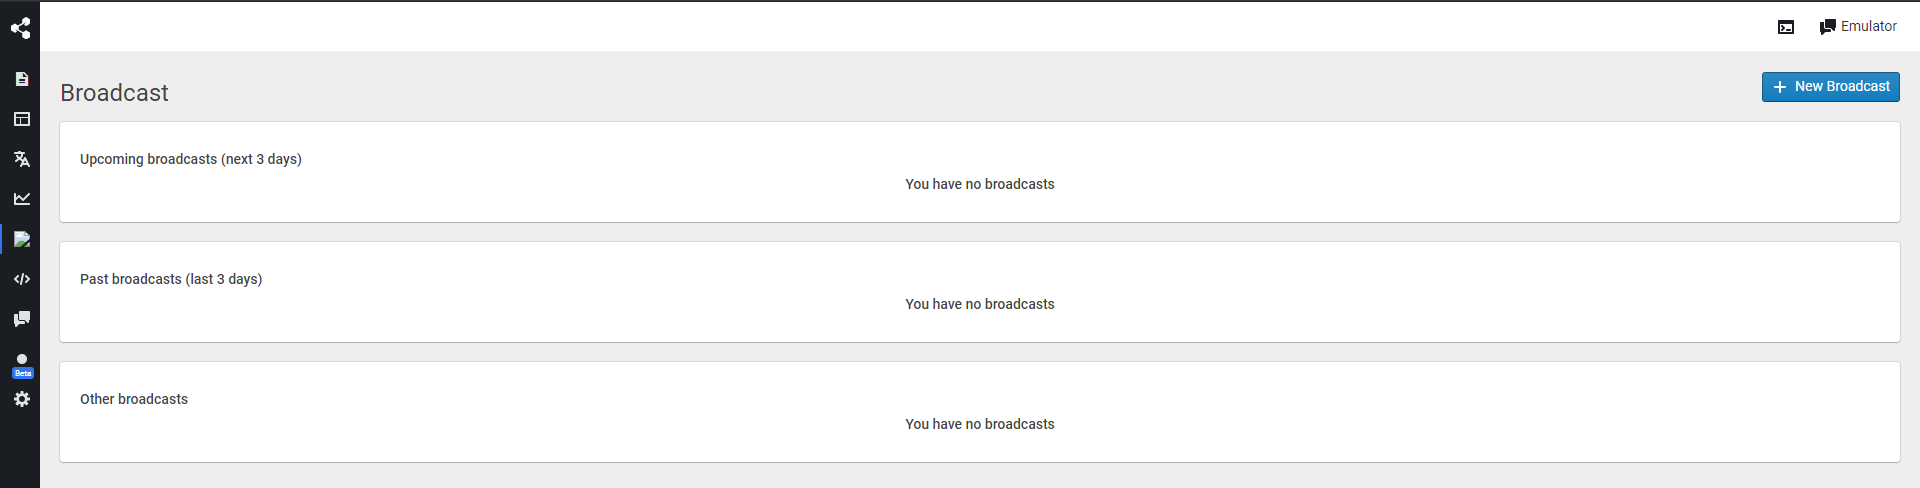 Emulator
Broadcast
New Broadcast
Upcoming broadcasts (next 3 days)
You have no broadcasts
Past broadcasts (last 3 days)
You have no broadcasts
Beta
Other broadcasts
You have no broadcasts